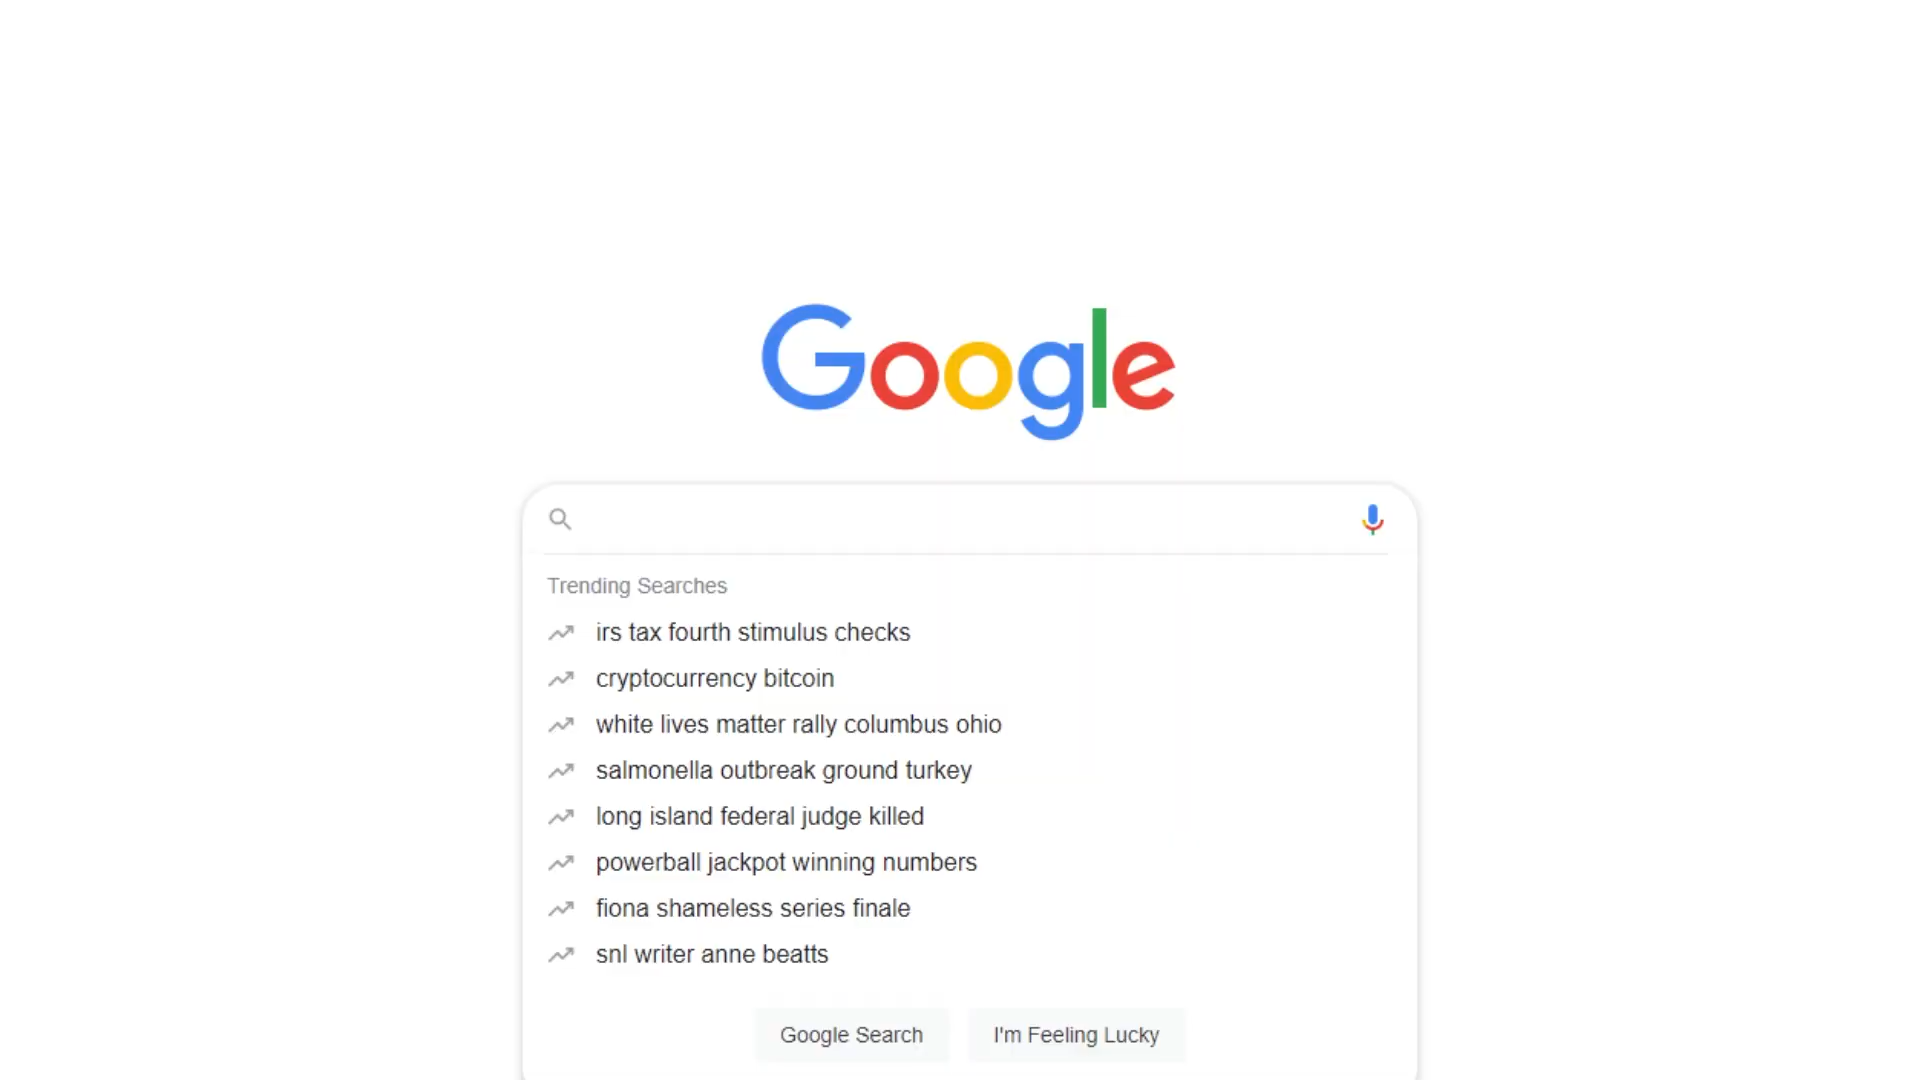 Google
Trending Searches
irs tax fourth stimulus checks
cryptocurrency bitcoin
white lives matter rally columbus ohio
salmonella outbreak ground turkey
long island federal judge killed
powerball jackpot winning numbers
fiona shameless series finale
snl writer anne beatts
Google Search
I'm Feeling Lucky